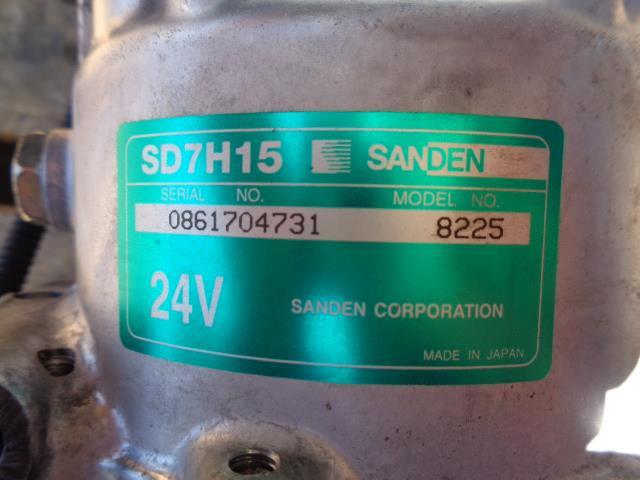 SD7H15 SANDEN
SERIAL NO. MODEL NO.
0861704731 8225
24V SANDEN CORPORATION
MADE IN JAPAN